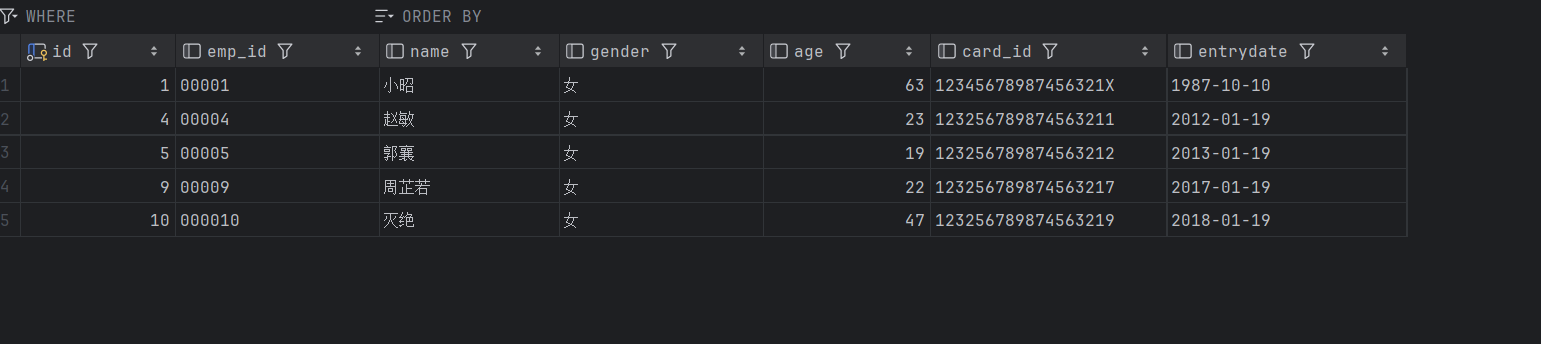 WHERE ORDER BY
id emp_id name gender age card_id entrydate
1 1 00001 小昭 女 63 12345678987456321X 1987-10-10
2 4 00004 赵敏 女 23 123256789874563211 2012-01-19
3 5 00005 郭襄 女 19 123256789874563212 2013-01-19
4 9 00009 周芷若 女 22 123256789874563217 2017-01-19
5 10 000010 灭绝 女 47 123256789874563219 2018-01-19